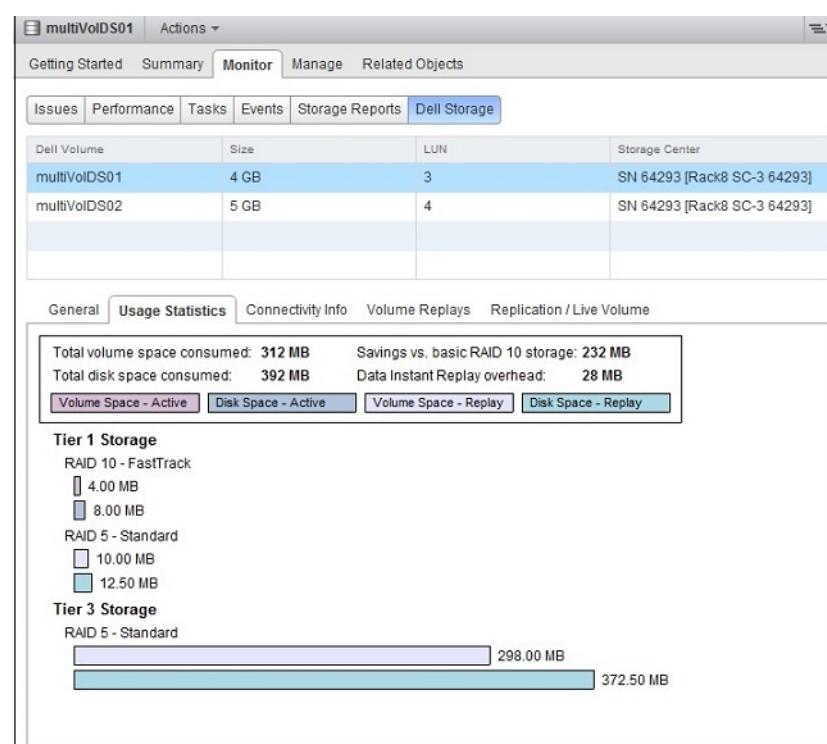 multiVolDS01 Actions
Getting Started Summary Monitor Manage Related Objects
Issues Performance Tasks Events Storage Reports Dell Storage
Dell Volume Size LUN Storage Center
multiVolDS01 4 GB 3 SN 64293 [Rack8 SC-3 64293]
multiVolDS02 5 GB 4 SN 64293 [Rack8 SC-3 64293]
General Usage Statistics Connectivity Info Volume Replays Replication / Live Volume
Total volume space consumed: 312 MB Savings vs. basic RAID 10 storage: 232 MB
Total disk space consumed: 392 MB Data Instant Replay overhead: 28 MB
Volume Space - Active Disk Space - Active Volume Space - Replay Disk Space - Replay
Tier 1 Storage
RAID 10 - FastTrack
4.00 MB
8.00 MB
RAID 5 - Standard
10.00 MB
12.50 MB
Tier 3 Storage
RAID 5 - Standard
298.00 MB
372.50 MB